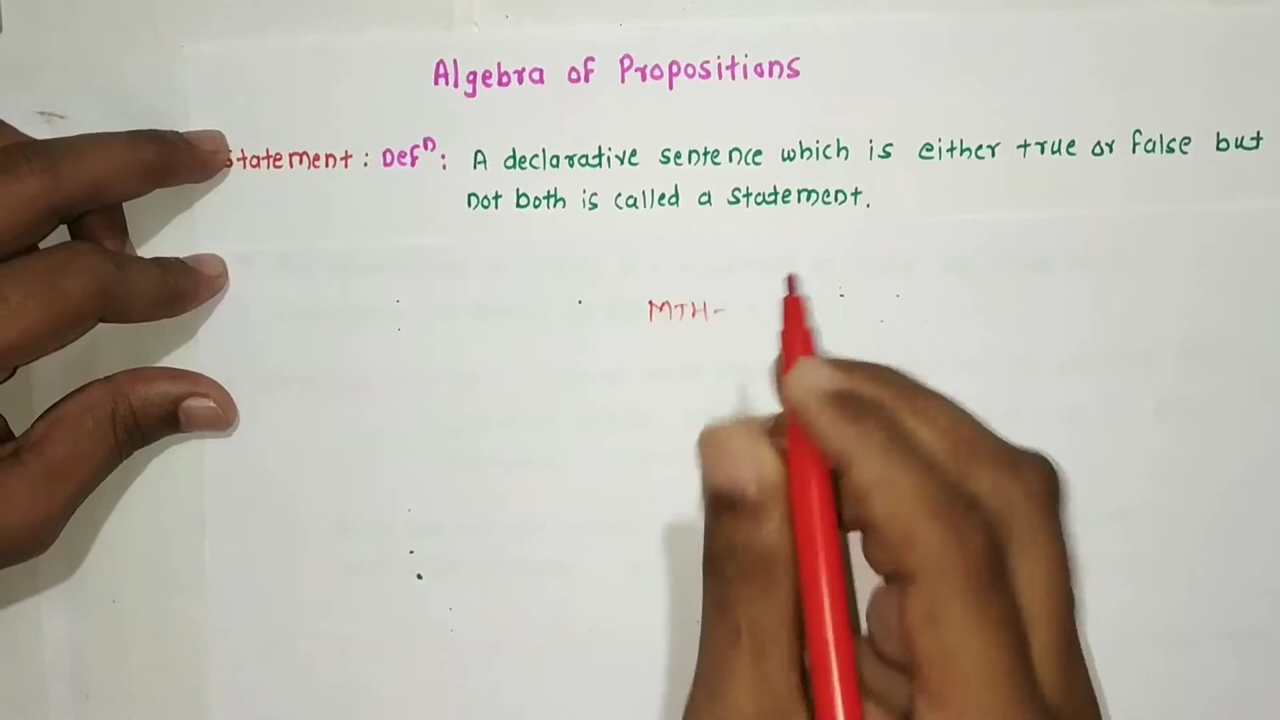 Algebra of Propositions
Statement: Defn: A declarative sentence which is either true or false but
not both is called a statement.
MTH-